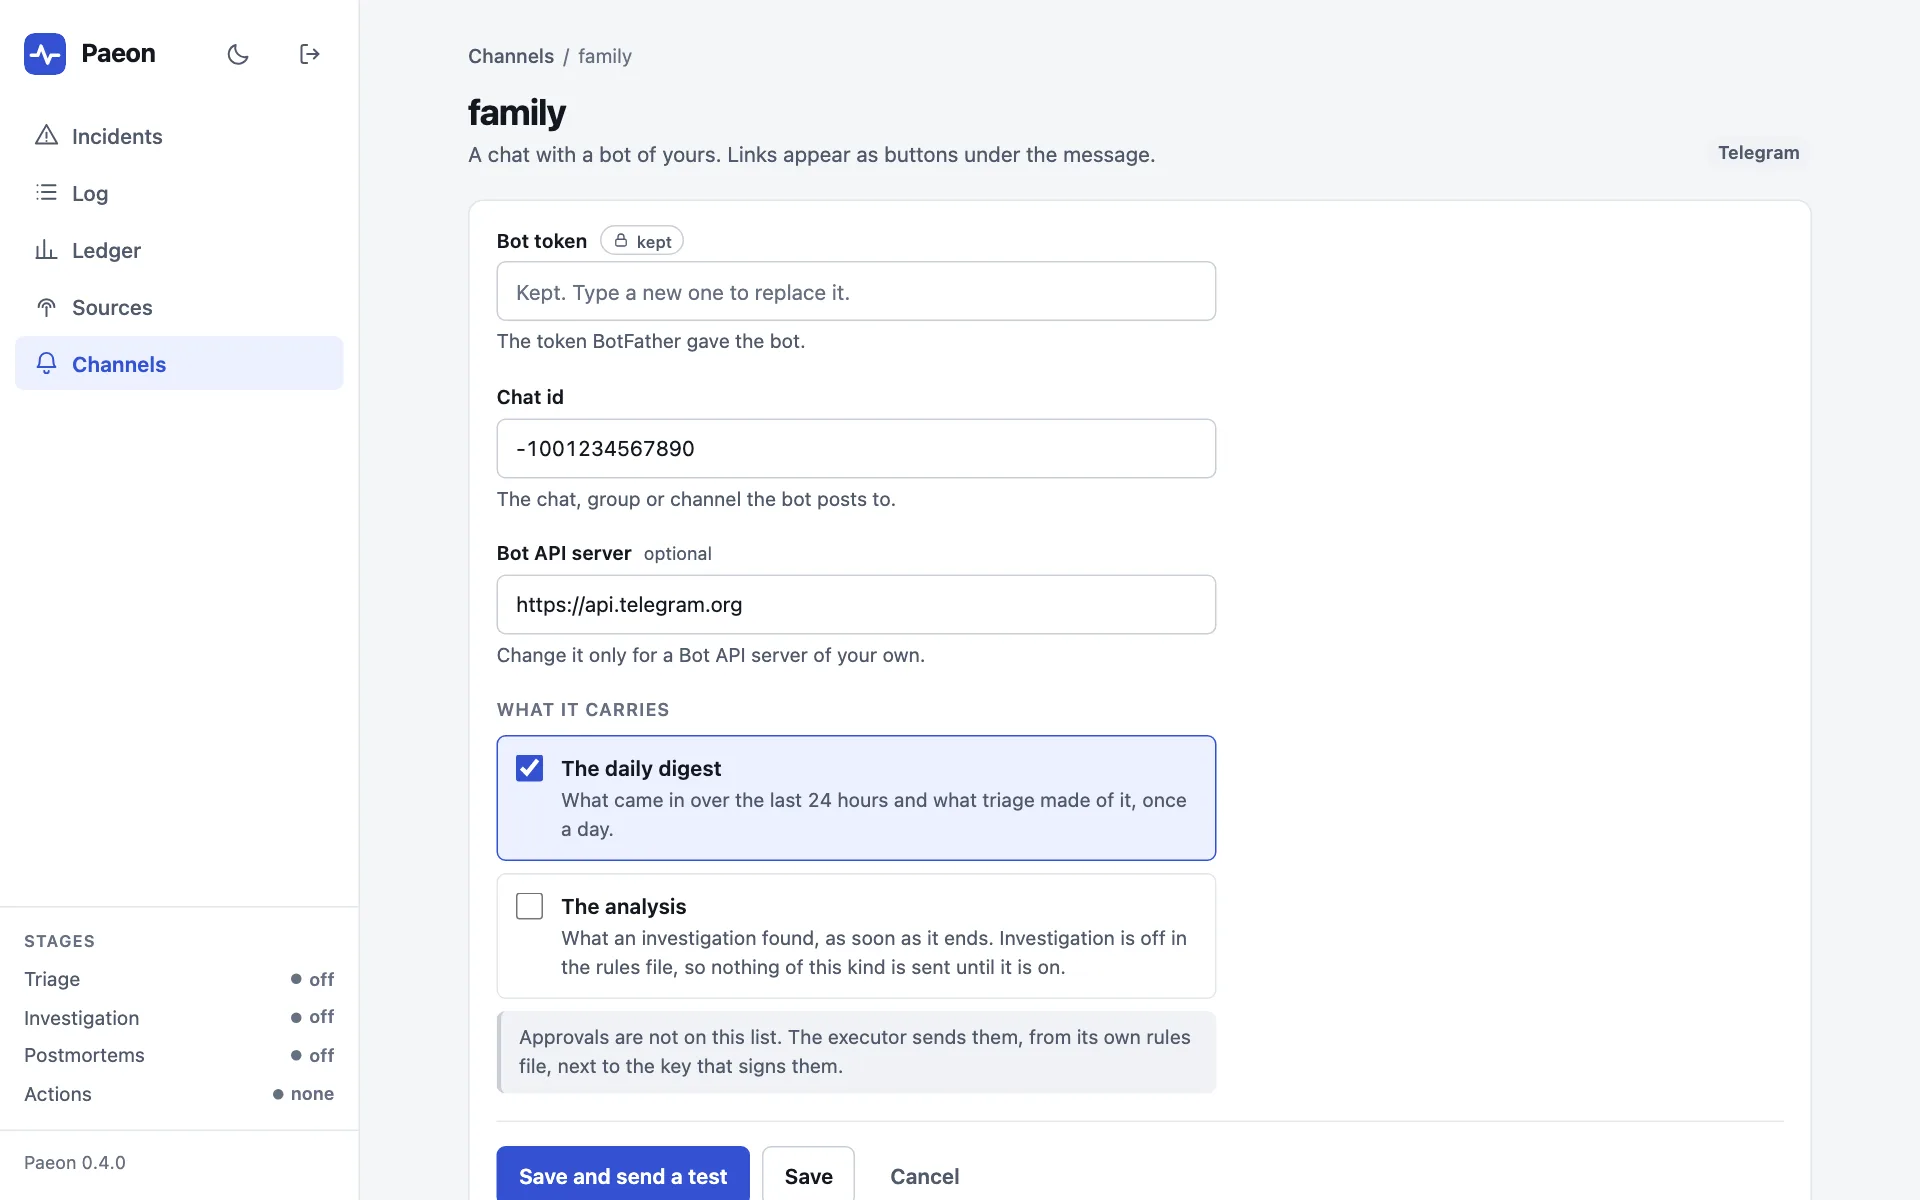 Paeon
Incidents
Log
Ledger
Sources
Channels
STAGES
Triage off
Investigation off
Postmortems off
Actions none
Paeon 0.4.0
Channels / family
family
A chat with a bot of yours. Links appear as buttons under the message.
Telegram
Bot token kept
Kept. Type a new one to replace it.
The token BotFather gave the bot.
Chat id
-1001234567890
The chat, group or channel the bot posts to.
Bot API server optional
https://api.telegram.org
Change it only for a Bot API server of your own.
WHAT IT CARRIES
The daily digest
What came in over the last 24 hours and what triage made of it, once
a day.
The analysis
What an investigation found, as soon as it ends. Investigation is off in
the rules file, so nothing of this kind is sent until it is on.
Approvals are not on this list. The executor sends them, from its own rules
file, next to the key that signs them.
Save and send a test
Save
Cancel